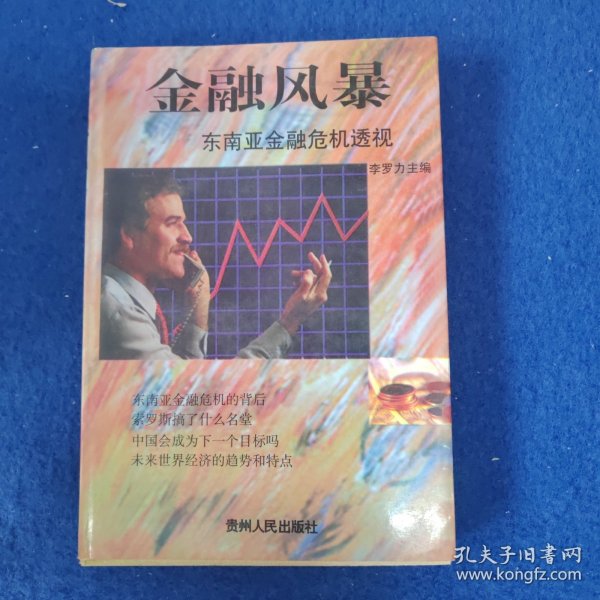 金融风暴
东南亚金融危机透视
李罗力主编
东南亚金融危机的背后
索罗斯搞了什么名堂
中国会成为下一个目标吗
未来世界经济的趋势和特点
贵州人民出版社
孔夫子旧书网
www.kongfz.com